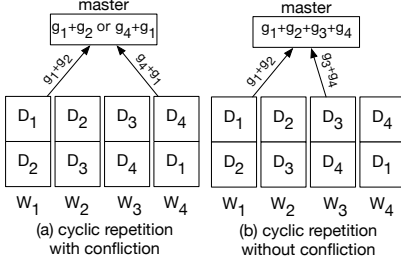 master
g1+g2 or g4+g1
g1+g2
g4+g1
D1 D2 D3 D4
D2 D3 D4 D1
W1 W2 W3 W4
(a) cyclic repetition
with confliction
master
g1+g2+g3+g4
g1+g2
g3+g4
D1 D2 D3 D4
D2 D3 D4 D1
W1 W2 W3 W4
(b) cyclic repetition
without confliction